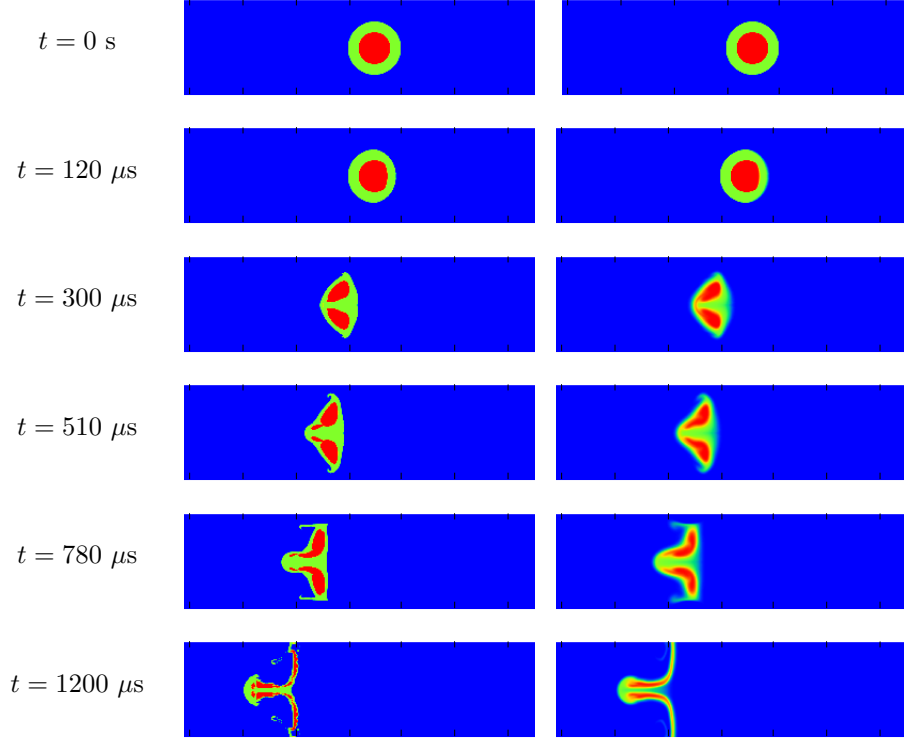 t = 0 s
t = 120 μs
t = 300 μs
t = 510 μs
t = 780 μs
t = 1200 μs